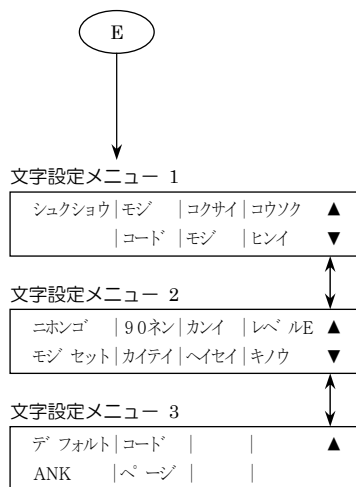 E
文字設定メニュー 1
シュクショウ|モジ |コクサイ|コウソク ▲
|コード|モジ |ヒンイ ▼
文字設定メニュー 2
ニホンゴ |90ネン|カンイ |レベルE ▲
モジセット|カイテイ|ヘイセイ|キノウ ▼
文字設定メニュー 3
デフォルト|コード | | ▲
ANK |ページ | |